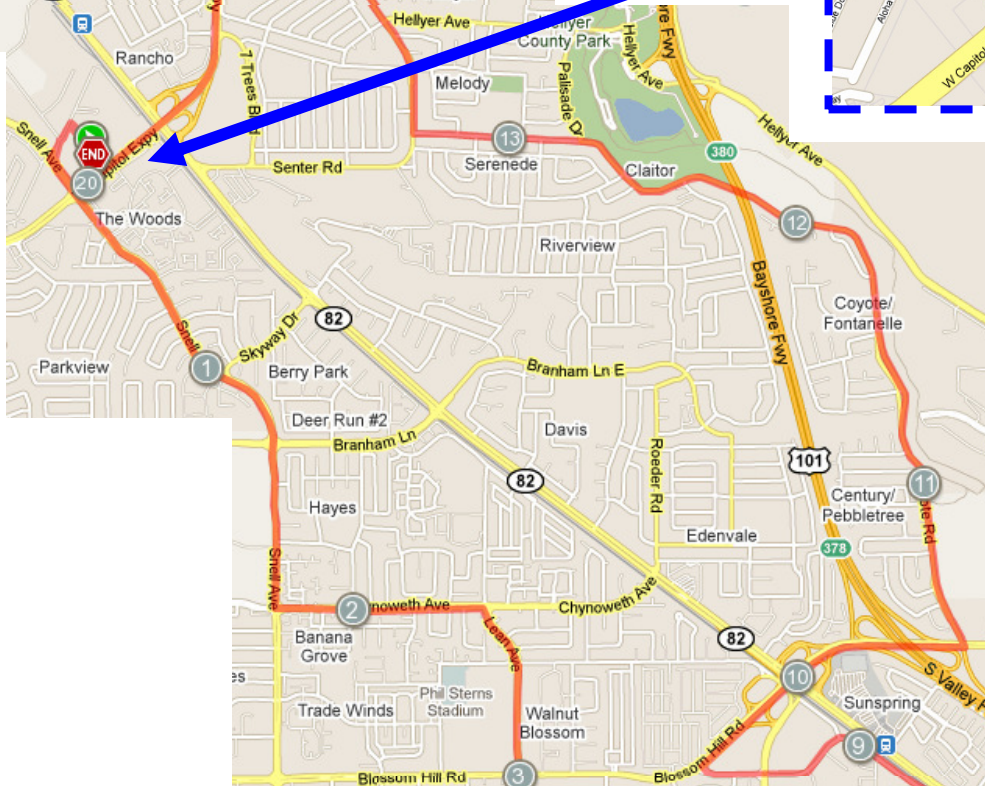 Hellyer Ave
Rancho
7 Trees Blvd
Melody
Hellyer
County Park
Hellyer Ave
Palisade Dr
Aloha
W Capitol
Snell Ave
END
20
Capitol Expy
13
Serenede
Senter Rd
Claitor
380
Hellyer Ave
The Woods
12
Riverview
Bayshore Fwy
82
Coyote/
Fontanelle
Snell
Skyway Dr
1
Parkview
Berry Park
Branham Ln E
Deer Run #2
Branham Ln
Davis
Roeder Rd
101
82
11
Century/
Pebbletree
Hayes
Edenvale
378
Snell Ave
2
Chynoweth Ave
Lean Ave
Banana
Grove
82
10
S Valley
Phil Sterns
Stadium
Trade Winds
Walnut
Blossom
Sunspring
9
Blossom Hill Rd
3
Blossom Hill Rd